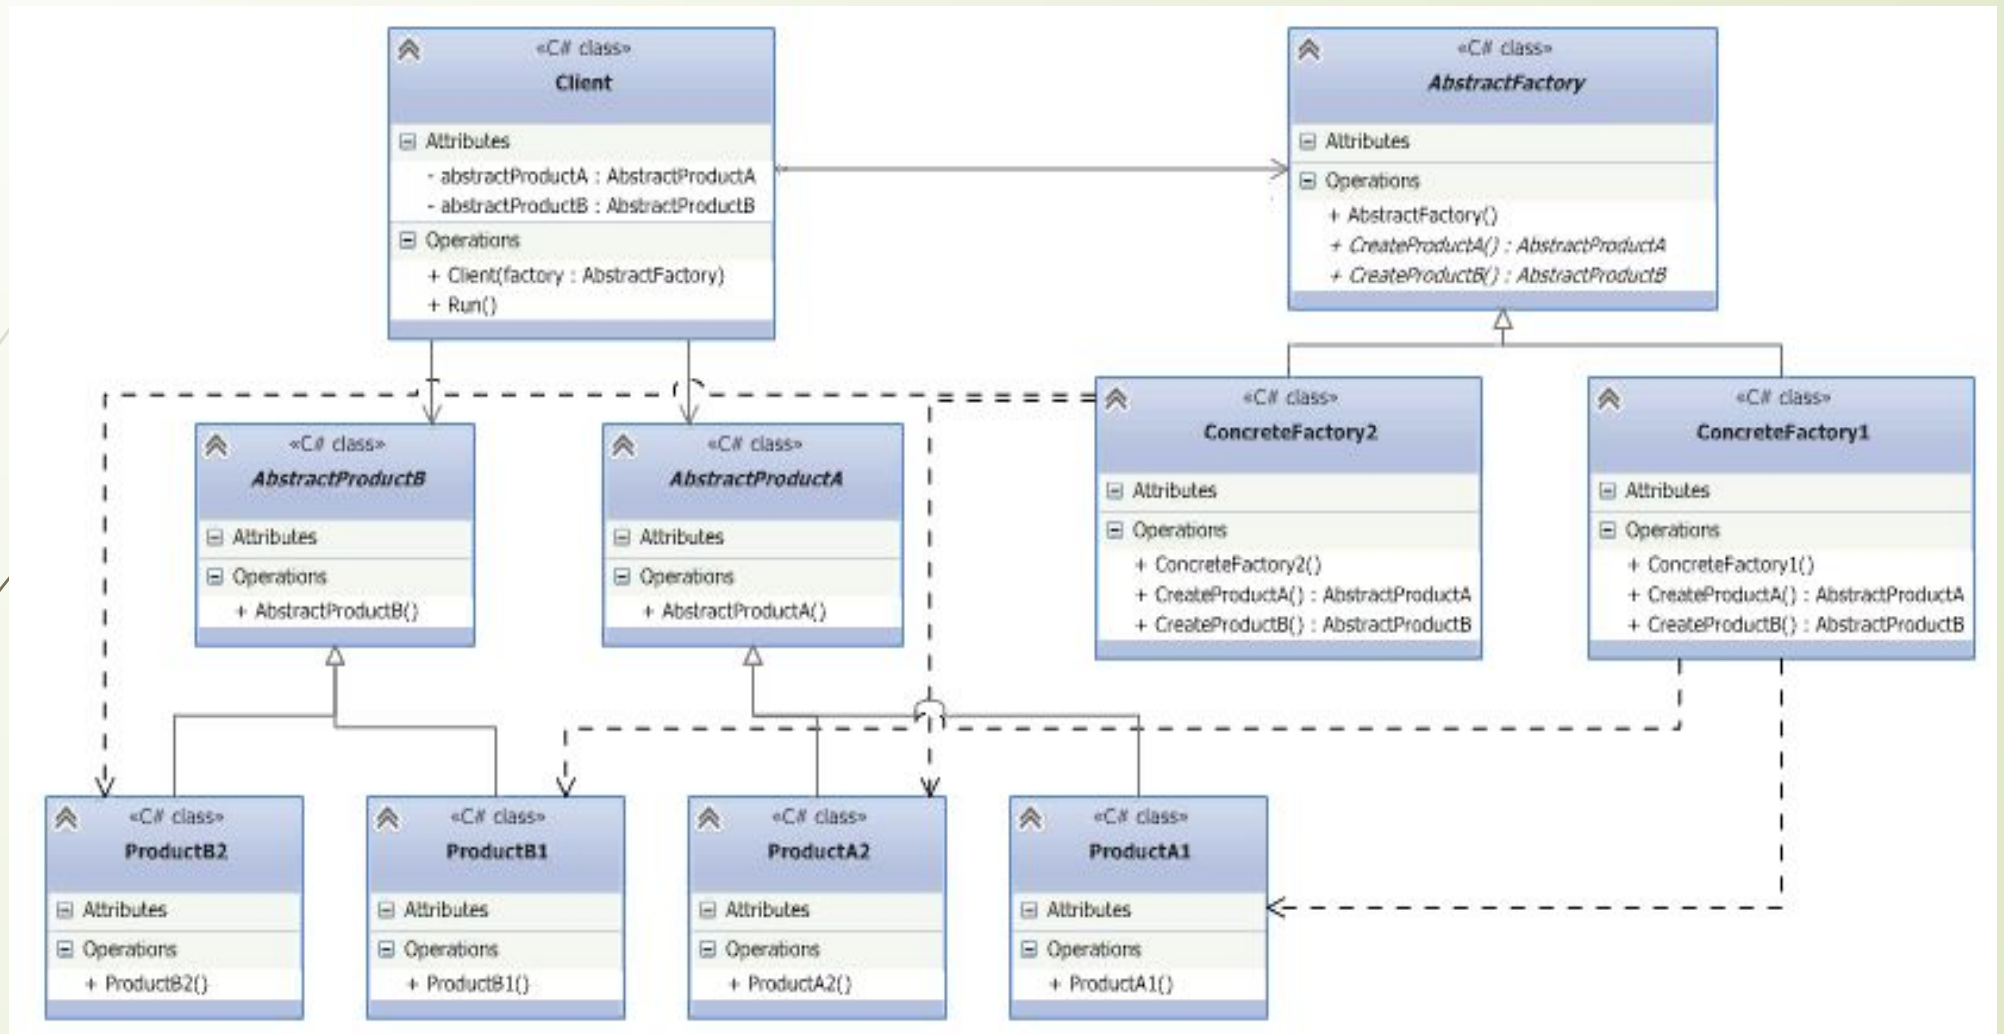 «C# class»
Client
Attributes
- abstractProductA : AbstractProductA
- abstractProductB : AbstractProductB
Operations
+ Client(factory : AbstractFactory)
+ Run()
«C# class»
AbstractFactory
Attributes
Operations
+ AbstractFactory()
+ CreateProductA() : AbstractProductA
+ CreateProductB() : AbstractProductB
«C# class»
AbstractProductB
Attributes
Operations
+ AbstractProductB()
«C# class»
AbstractProductA
Attributes
Operations
+ AbstractProductA()
«C# class»
ConcreteFactory2
Attributes
Operations
+ ConcreteFactory2()
+ CreateProductA() : AbstractProductA
+ CreateProductB() : AbstractProductB
«C# class»
ConcreteFactory1
Attributes
Operations
+ ConcreteFactory1()
+ CreateProductA() : AbstractProductA
+ CreateProductB() : AbstractProductB
«C# class»
ProductB2
Attributes
Operations
+ ProductB2()
«C# class»
ProductB1
Attributes
Operations
+ ProductB1()
«C# class»
ProductA2
Attributes
Operations
+ ProductA2()
«C# class»
ProductA1
Attributes
Operations
+ ProductA1()